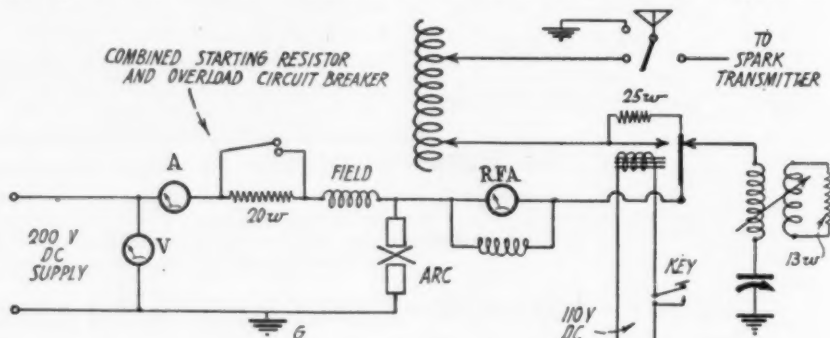 COMBINED STARTING RESISTOR
AND OVERLOAD CIRCUIT BREAKER
TO
SPARK
TRANSMITTER
25w
A
FIELD
RFA
20w
200 V
DC
SUPPLY
V
ARC
KEY
13w
110V
DC
G